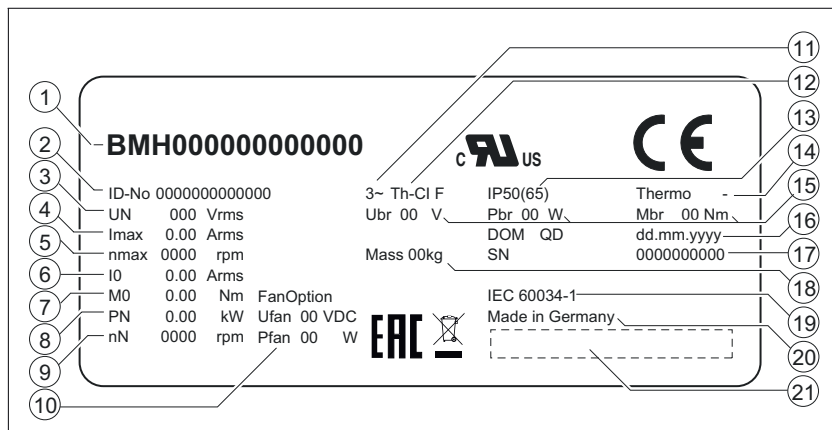 11
12
1
13
BMH000000000000
c RU US
CE
2
14
ID-No 0000000000000
3~ Th-Cl F
IP50(65)
Thermo -
3
15
UN 000 Vrms
Ubr 00 V
Pbr 00 W
Mbr 00 Nm
4
16
Imax 0.00 Arms
DOM QD
dd.mm.yyyy
5
17
nmax 0000 rpm
Mass 00kg
SN
0000000000
6
18
I0 0.00 Arms
7
M0 0.00 Nm
FanOption
IEC 60034-1
19
8
PN 0.00 kW
Ufan 00 VDC
EAC
Made in Germany
20
9
nN 0000 rpm
Pfan 00 W
10
21